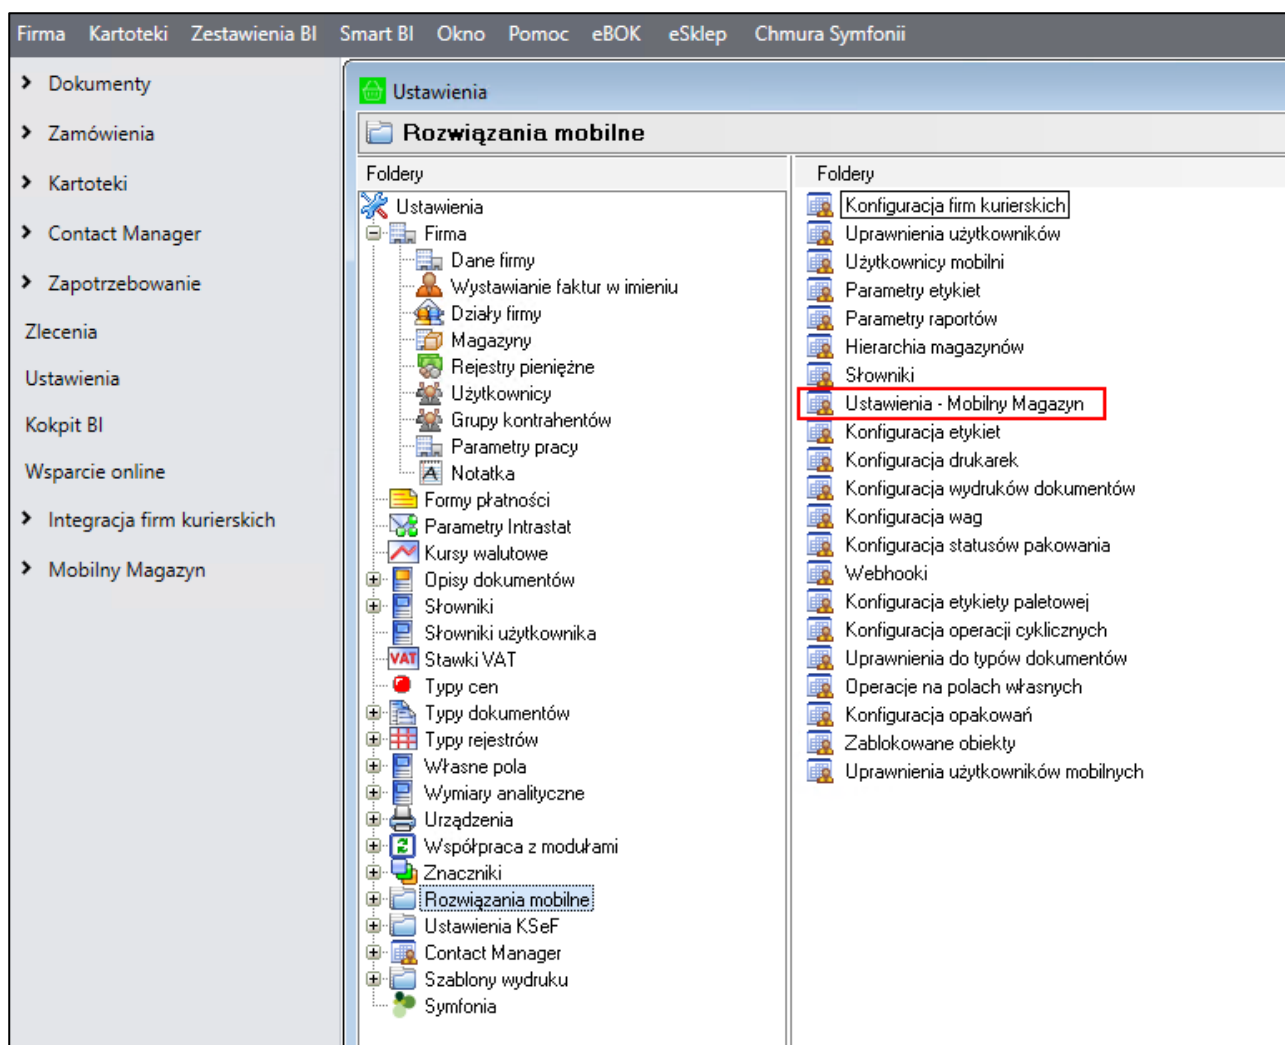 Firma Kartoteki Zestawienia BI Smart BI Okno Pomoc eBOK eSklep Chmura Symfonii
Dokumenty
Zamówienia
Kartoteki
Contact Manager
Zapotrzebowanie
Zlecenia
Ustawienia
Kokpit BI
Wsparcie online
Integracja firm kurierskich
Mobilny Magazyn
Ustawienia
Rozwiązania mobilne
Foldery
Ustawienia
Firma
Dane firmy
Wystawianie faktur w imieniu
Działy firmy
Magazyny
Rejestry pieniężne
Użytkownicy
Grupy kontrahentów
Parametry pracy
Notatka
Formy płatności
Parametry Intrastat
Kursy walutowe
Opisy dokumentów
Słowniki
Słowniki użytkownika
VAT Stawki VAT
Typy cen
Typy dokumentów
Typy rejestrów
Własne pola
Wymiary analityczne
Urządzenia
Współpraca z modułami
Znaczniki
Rozwiązania mobilne
Ustawienia KSeF
Contact Manager
Szablony wydruku
Symfonia
Foldery
Konfiguracja firm kurierskich
Uprawnienia użytkowników
Użytkownicy mobilni
Parametry etykiet
Parametry raportów
Hierarchia magazynów
Słowniki
Ustawienia - Mobilny Magazyn
Konfiguracja etykiet
Konfiguracja drukarek
Konfiguracja wydruków dokumentów
Konfiguracja wag
Konfiguracja statusów pakowania
Webhooki
Konfiguracja etykiety paletowej
Konfiguracja operacji cyklicznych
Uprawnienia do typów dokumentów
Operacje na polach własnych
Konfiguracja opakowań
Zablokowane obiekty
Uprawnienia użytkowników mobilnych